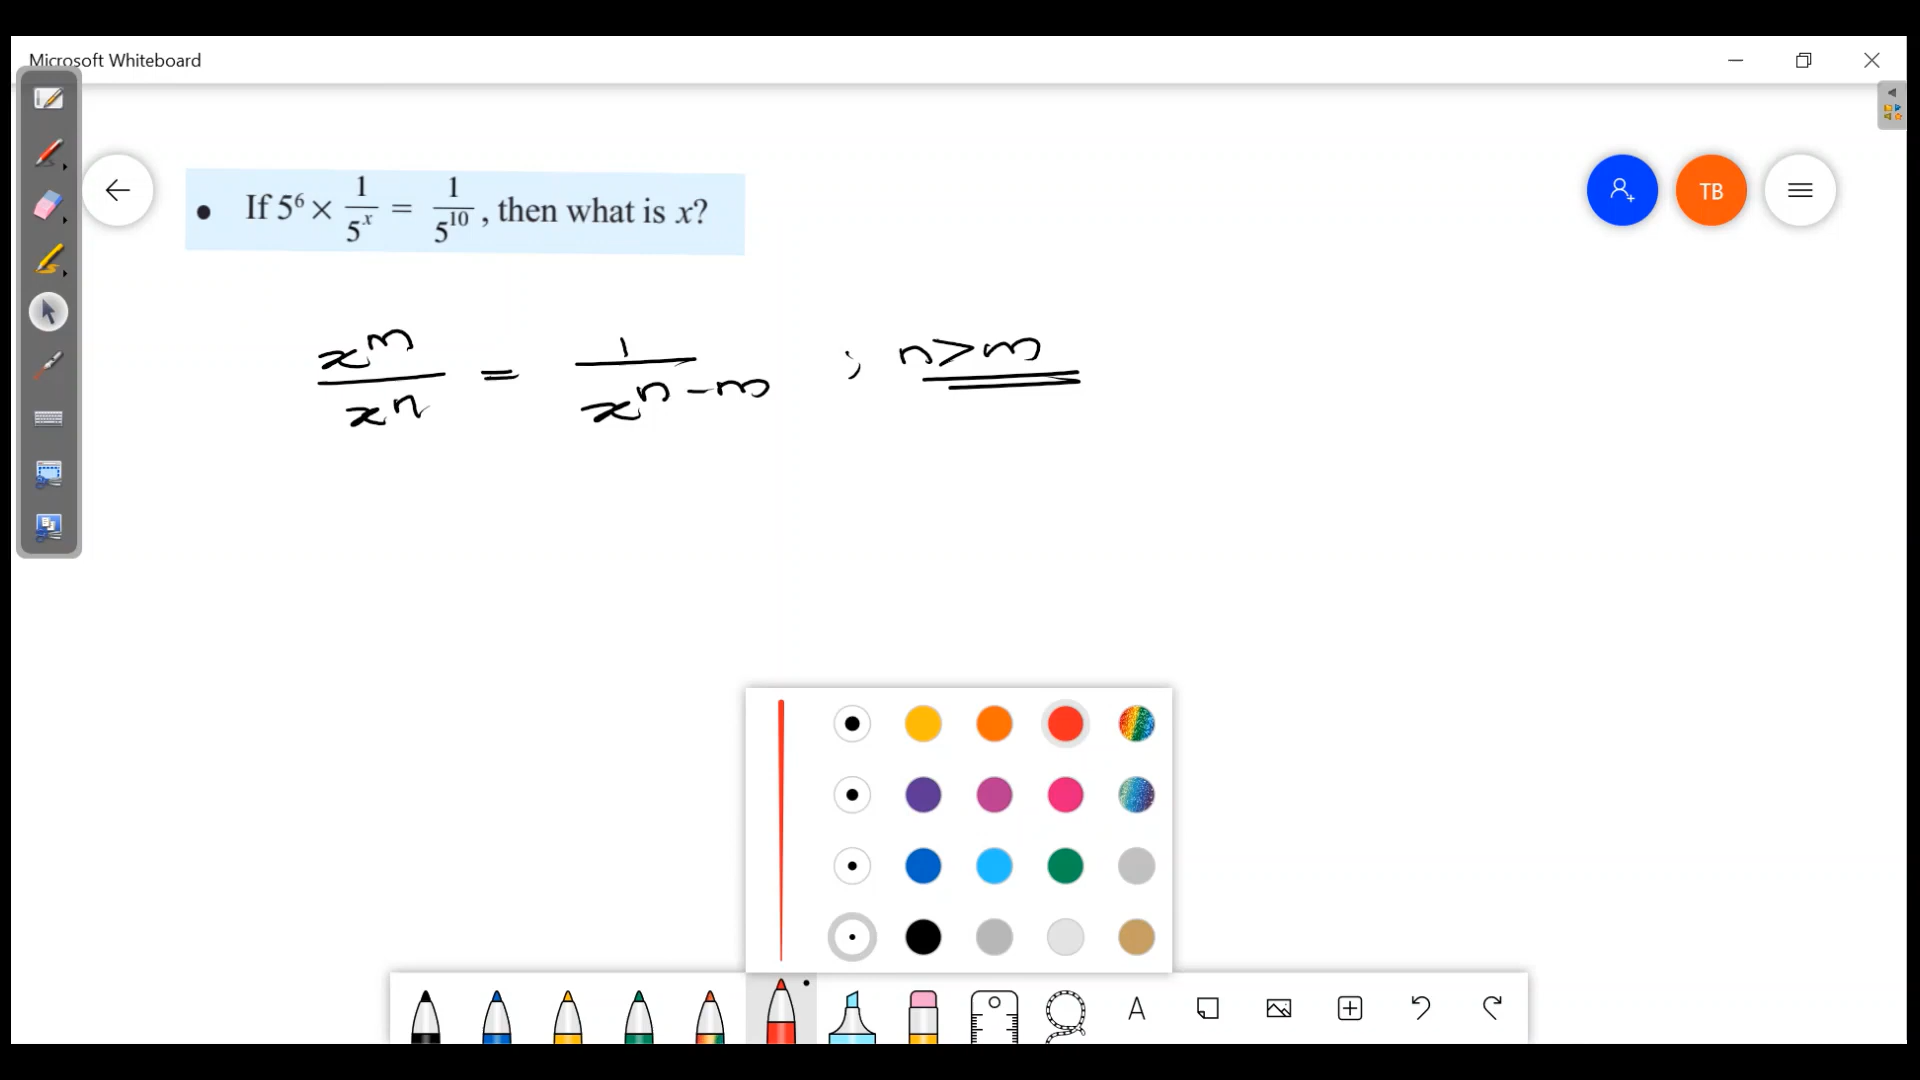 Microsoft Whiteboard
TB
• If 5⁶ × 1/5ˣ = 1/5¹⁰, then what is x?
xᵐ/xⁿ = 1/xⁿ⁻ᵐ ; n>m
A